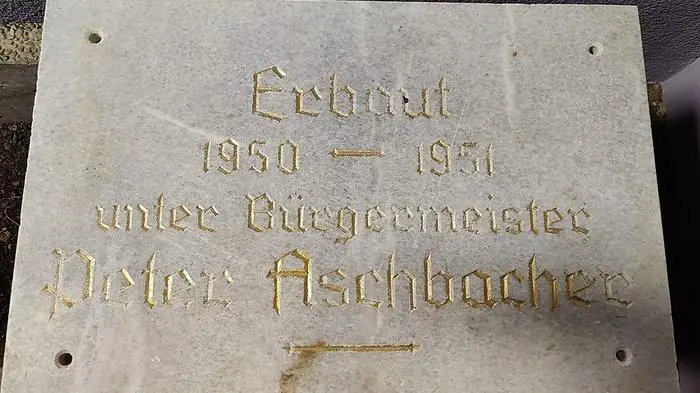 Erbaut
1950 — 1951
unter Bürgermeister
Peter Aschbacher